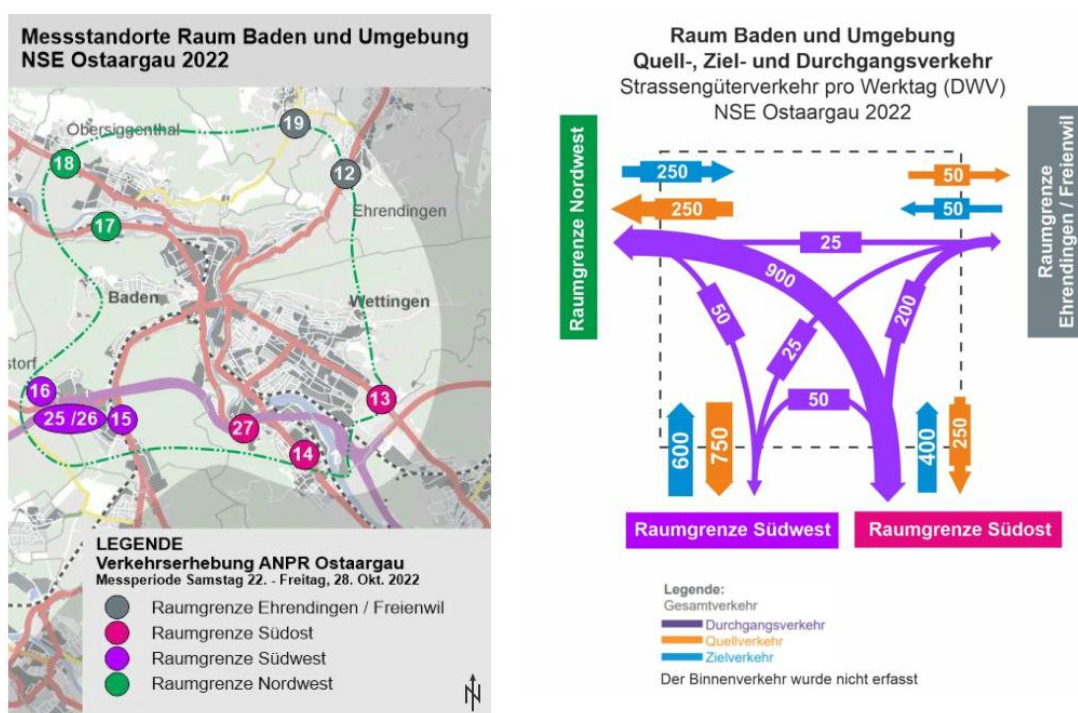 Messstandorte Raum Baden und Umgebung
NSE Ostaargau 2022
Obersiggenthal
19
18
12
17
Ehrendingen
Baden
Wettingen
storf
16
25 /26
15
13
27
14
LEGENDE
Verkehrserhebung ANPR Ostaargau
Messperiode Samstag 22. - Freitag, 28. Okt. 2022
Raumgrenze Ehrendingen / Freienwil
Raumgrenze Südost
Raumgrenze Südwest
Raumgrenze Nordwest
N
Raum Baden und Umgebung
Quell-, Ziel- und Durchgangsverkehr
Strassengüterverkehr pro Werktag (DWV)
NSE Ostaargau 2022
Raumgrenze Nordwest
250
250
50
50
Raumgrenze
Ehrendingen / Freienwil
25
900
50
25
200
50
600
750
400
250
Raumgrenze Südwest
Raumgrenze Südost
Legende:
Gesamtverkehr
Durchgangsverkehr
Quellverkehr
Zielverkehr
Der Binnenverkehr wurde nicht erfasst